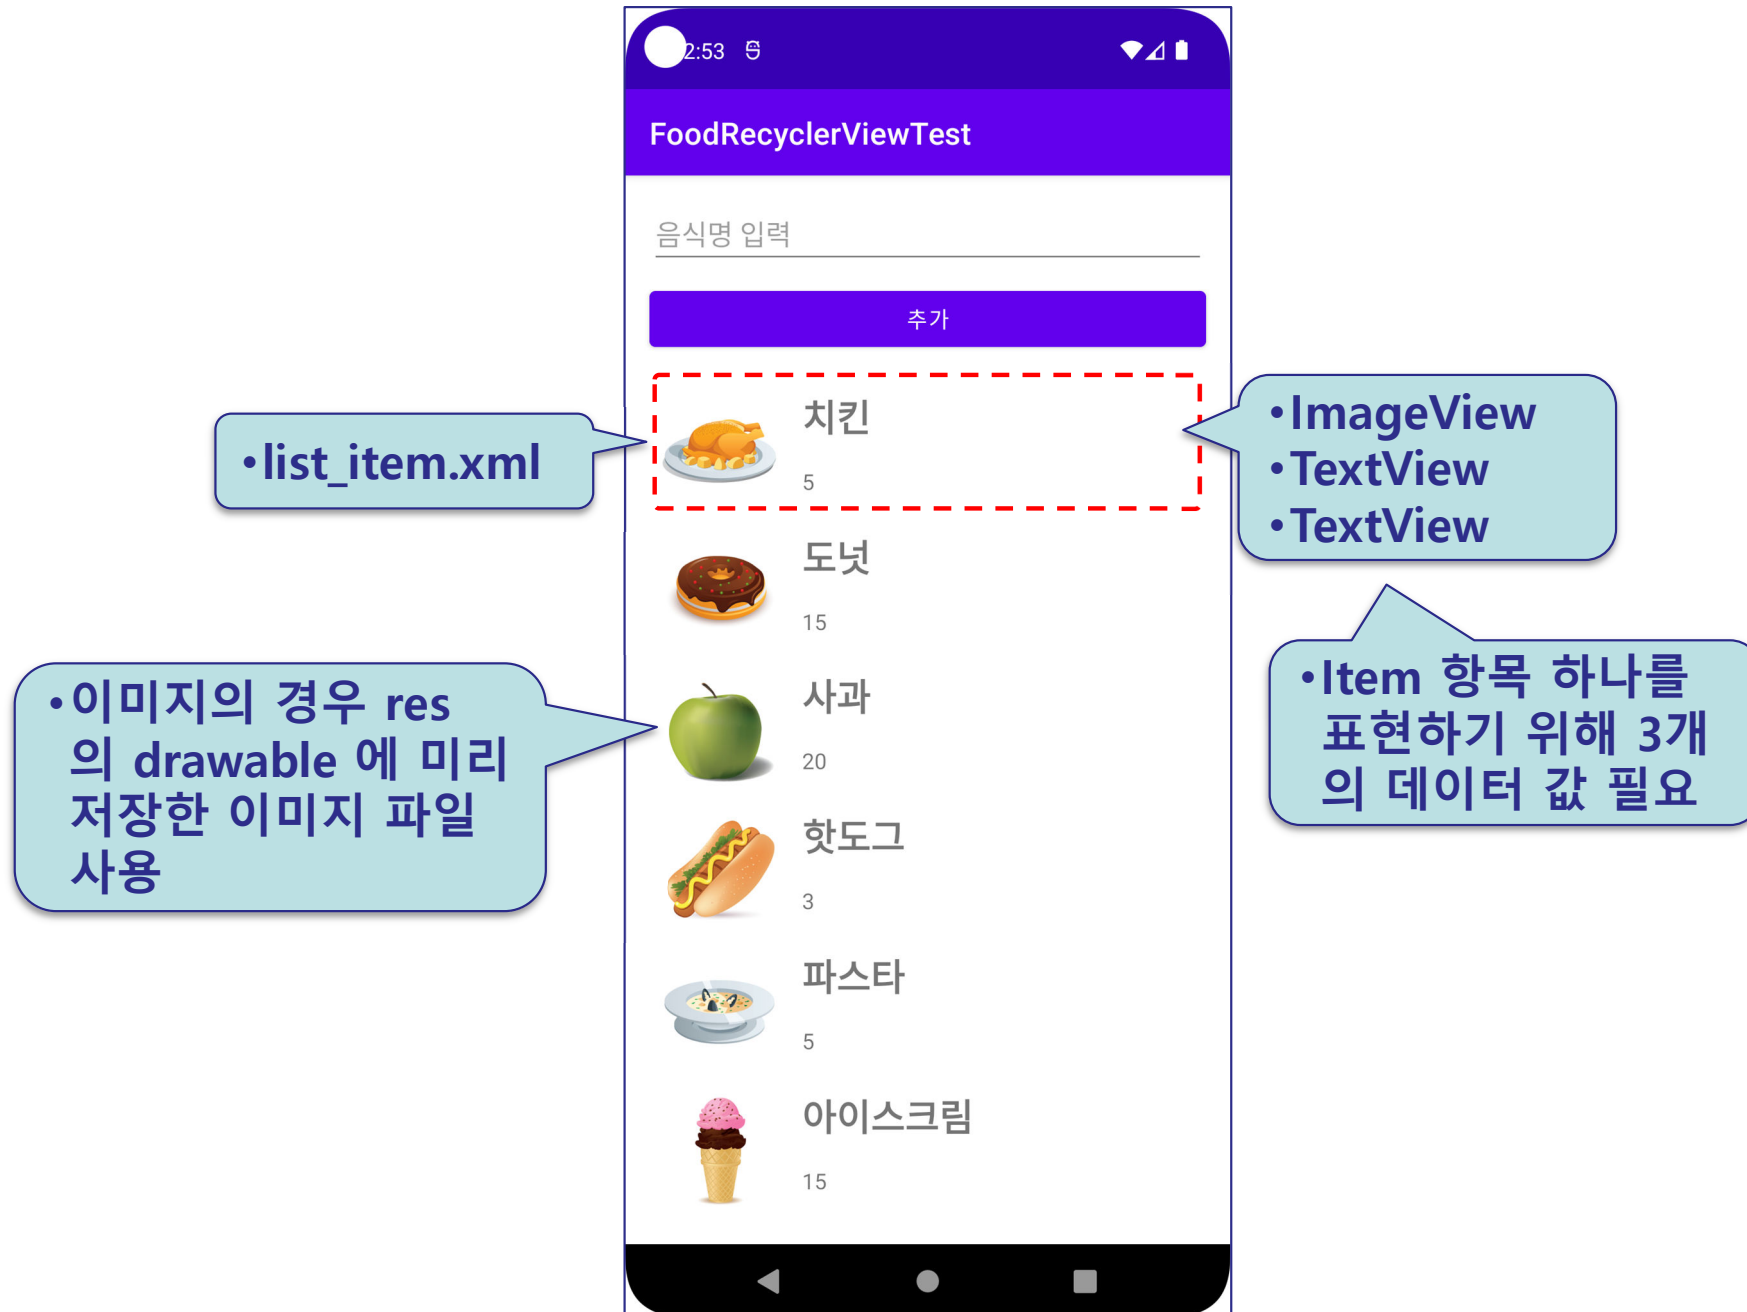 2:53
FoodRecyclerViewTest
음식명 입력
추가
치킨
5
도넛
15
사과
20
핫도그
3
파스타
5
아이스크림
15
•list_item.xml
•ImageView
•TextView
•TextView
•이미지의 경우 res
의 drawable 에 미리
저장한 이미지 파일
사용
•Item 항목 하나를
표현하기 위해 3개
의 데이터 값 필요